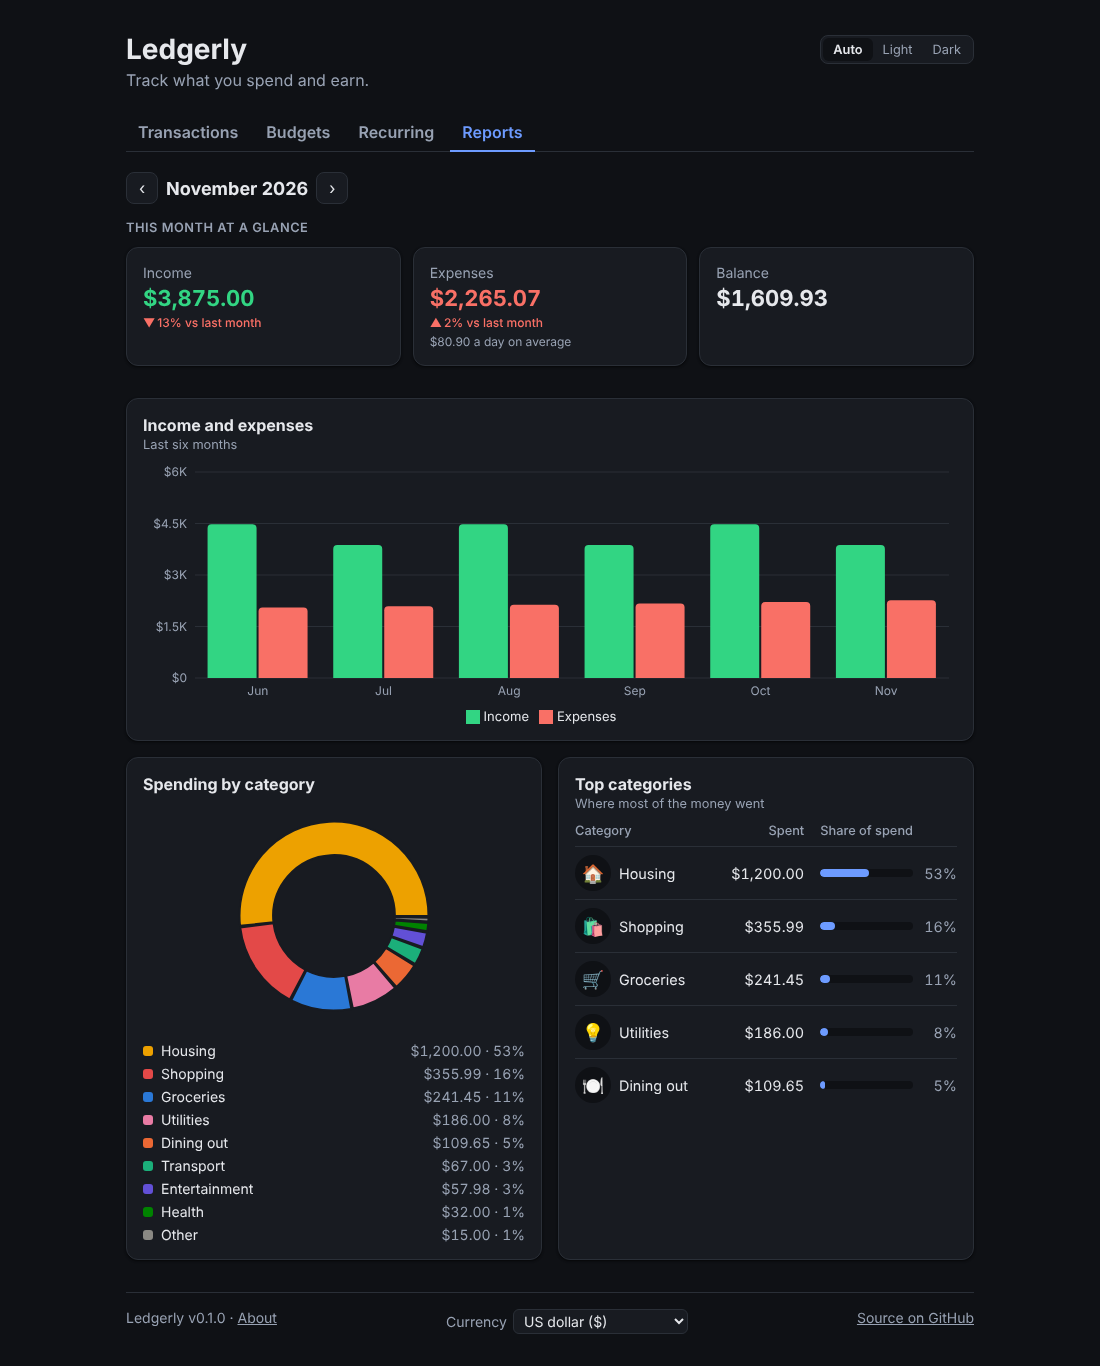 Ledgerly
Track what you spend and earn.
Auto Light Dark
Transactions Budgets Recurring Reports
‹ November 2026 ›
THIS MONTH AT A GLANCE
Income
$3,875.00
▼ 13% vs last month
Expenses
$2,265.07
▲ 2% vs last month
$80.90 a day on average
Balance
$1,609.93
Income and expenses
Last six months
$6K
$4.5K
$3K
$1.5K
$0
Jun Jul Aug Sep Oct Nov
Income Expenses
Spending by category
Housing $1,200.00 · 53%
Shopping $355.99 · 16%
Groceries $241.45 · 11%
Utilities $186.00 · 8%
Dining out $109.65 · 5%
Transport $67.00 · 3%
Entertainment $57.98 · 3%
Health $32.00 · 1%
Other $15.00 · 1%
Top categories
Where most of the money went
Category Spent Share of spend
Housing $1,200.00 53%
Shopping $355.99 16%
Groceries $241.45 11%
Utilities $186.00 8%
Dining out $109.65 5%
Ledgerly v0.1.0 · About
Currency US dollar ($)
Source on GitHub